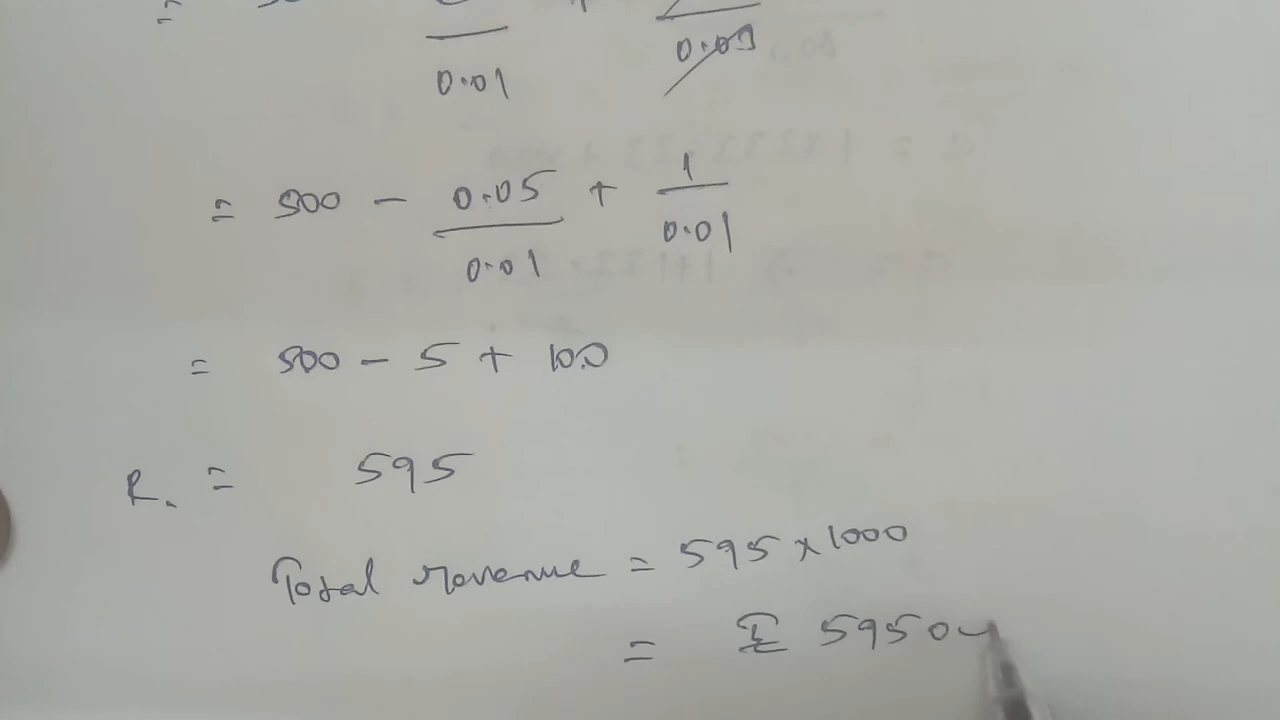 =
0.01 0.09
= 500 - 0.05/0.01 + 1/0.01
= 500 - 5 + 100
R. = 595
Total revenue = 595 x 1000
= £ 5950